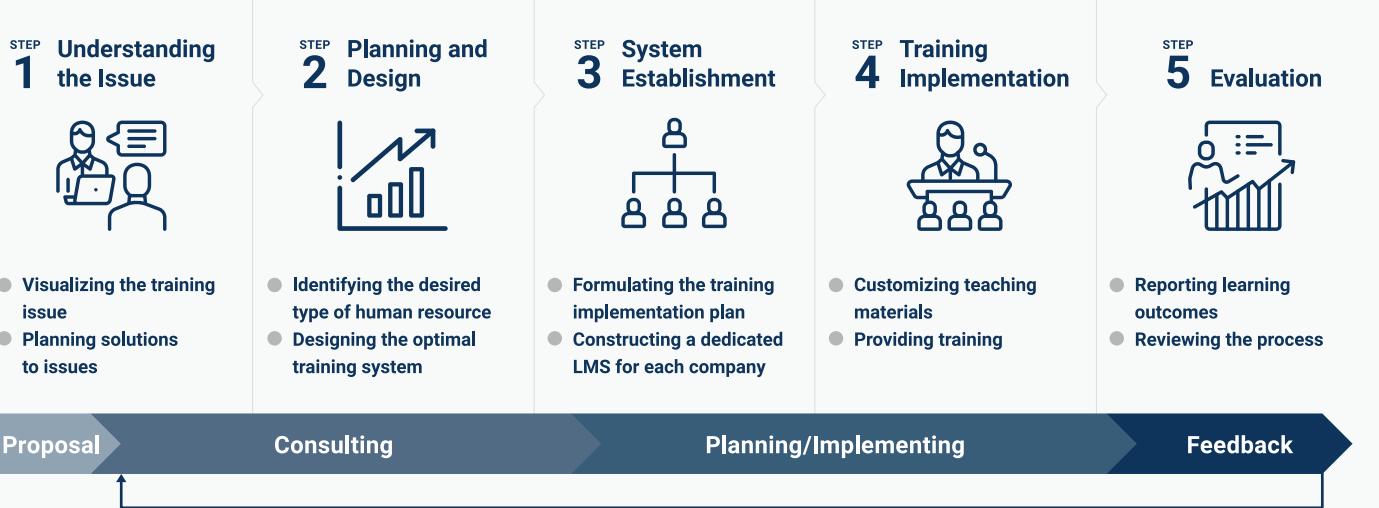 STEP
1
Understanding
the Issue
Visualizing the training
issue
Planning solutions
to issues
STEP
2
Planning and
Design
Identifying the desired
type of human resource
Designing the optimal
training system
STEP
3
System
Establishment
Formulating the training
implementation plan
Constructing a dedicated
LMS for each company
STEP
4
Training
Implementation
Customizing teaching
materials
Providing training
STEP
5
Evaluation
Reporting learning
outcomes
Reviewing the process
Proposal
Consulting
Planning/Implementing
Feedback